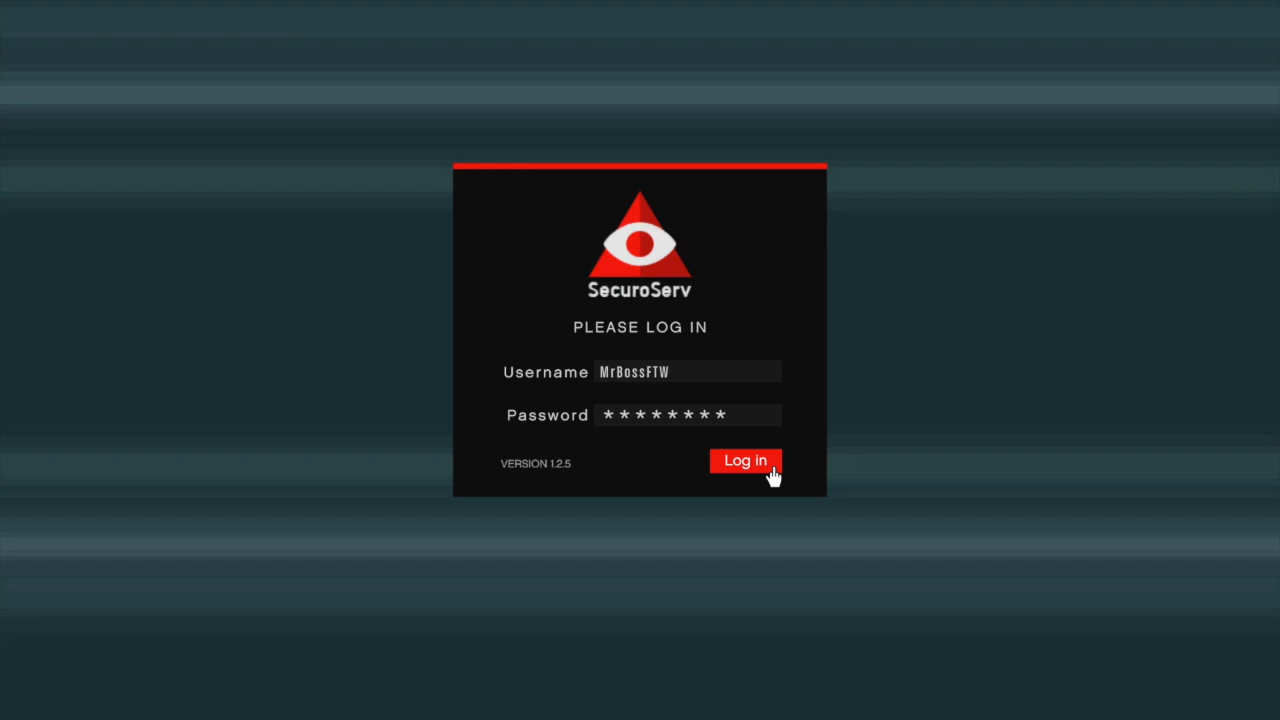 SecuroServ
PLEASE LOG IN
Username MrBossFTW
Password ********
VERSION 1.2.5 Log in